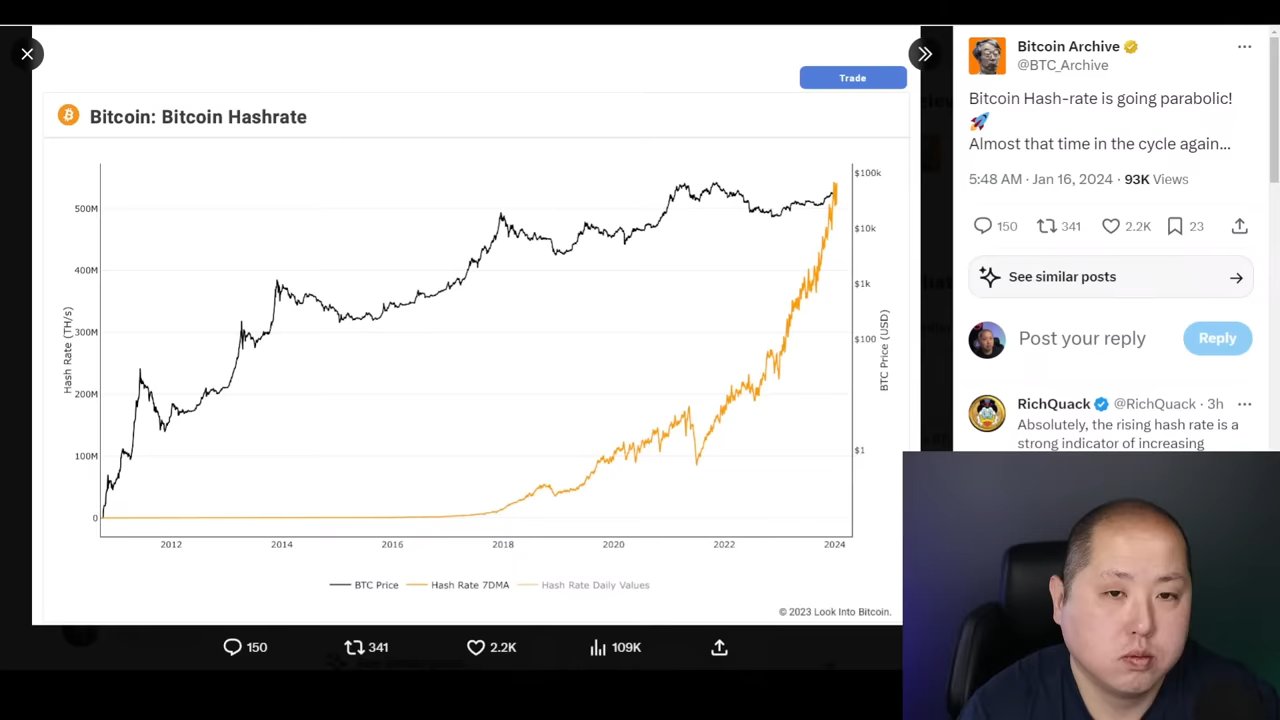 Trade
Bitcoin: Bitcoin Hashrate
500M
400M
300M
200M
100M
0
Hash Rate (TH/s)
$100k
$10k
$1k
$100
$1
BTC Price (USD)
2012 2014 2016 2018 2020 2022 2024
BTC Price Hash Rate 7DMA Hash Rate Daily Values
© 2023 Look Into Bitcoin.
150 341 2.2K 109K
Bitcoin Archive
@BTC_Archive
Bitcoin Hash-rate is going parabolic!
Almost that time in the cycle again...
5:48 AM · Jan 16, 2024 · 93K Views
150 341 2.2K 23
See similar posts
Post your reply
Reply
RichQuack @RichQuack · 3h
Absolutely, the rising hash rate is a
strong indicator of increasing